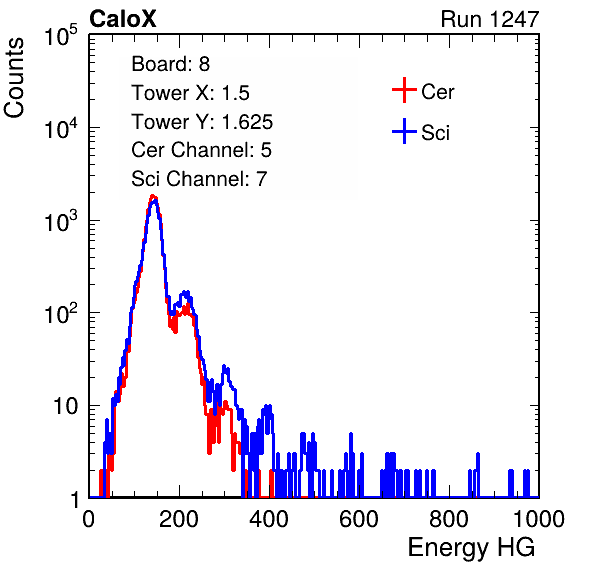 CaloX Run 1247
Counts
10^5
10^4
10^3
10^2
10
1
Board: 8
Tower X: 1.5
Tower Y: 1.625
Cer Channel: 5
Sci Channel: 7
Cer
Sci
0 200 400 600 800 1000
Energy HG